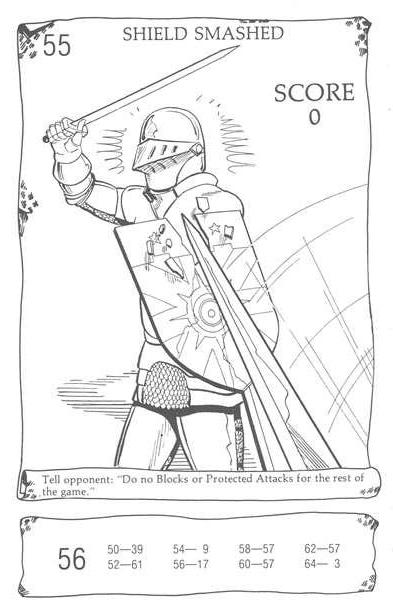 55
SHIELD SMASHED
SCORE
0
Tell opponent: "Do no Blocks or Protected Attacks for the rest of
the game."
56
50—39 54— 9 58—57 62—57
52—61 56—17 60—57 64— 3